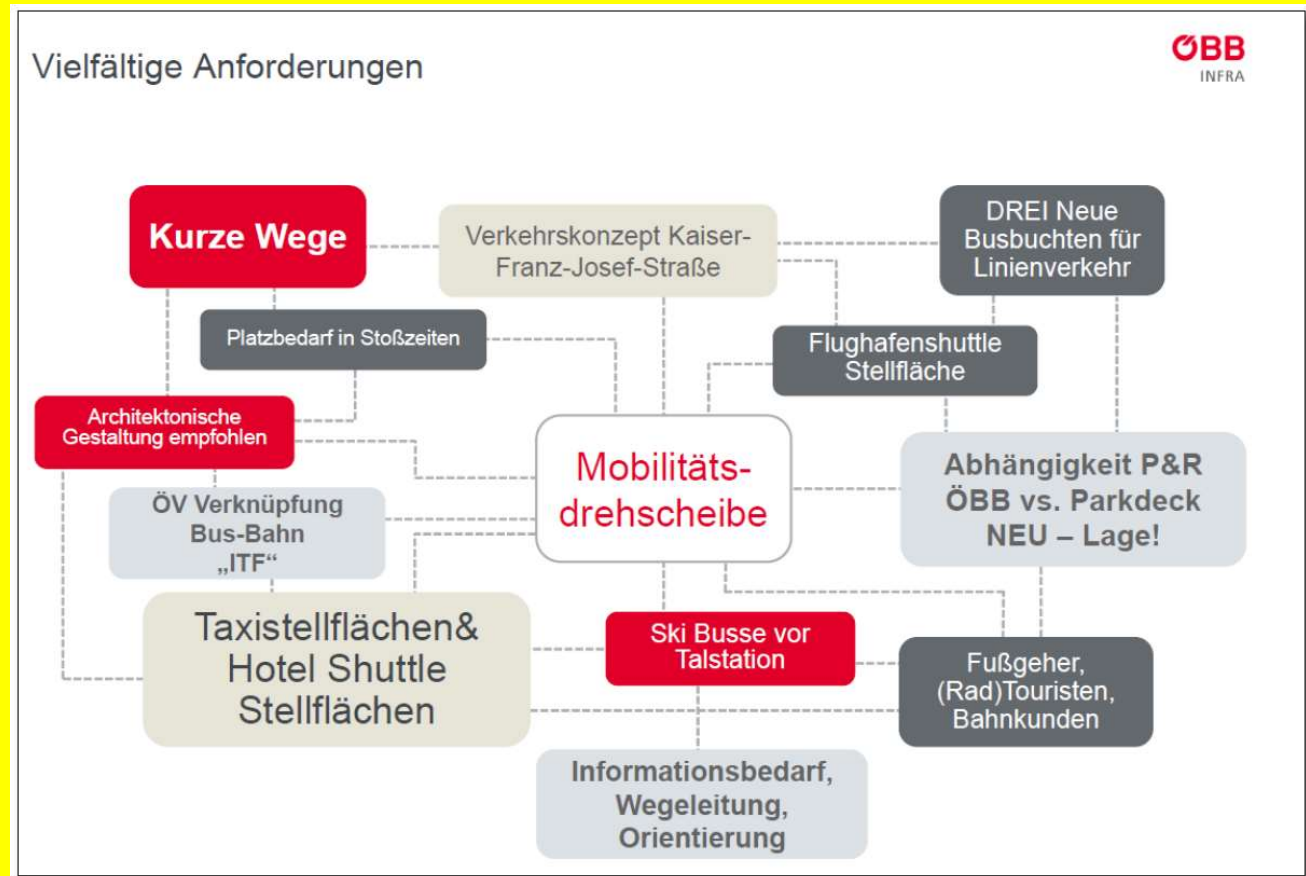 Vielfältige Anforderungen
ÖBB
INFRA
Kurze Wege
Verkehrskonzept Kaiser-
Franz-Josef-Straße
DREI Neue
Busbuchten für
Linienverkehr
Platzbedarf in Stoßzeiten
Flughafenshuttle
Stellfläche
Architektonische
Gestaltung empfohlen
Mobilitäts-
drehscheibe
Abhängigkeit P&R
ÖBB vs. Parkdeck
NEU – Lage!
ÖV Verknüpfung
Bus-Bahn
„ITF“
Taxistellflächen&
Hotel Shuttle
Stellflächen
Ski Busse vor
Talstation
Fußgeher,
(Rad)Touristen,
Bahnkunden
Informationsbedarf,
Wegeleitung,
Orientierung